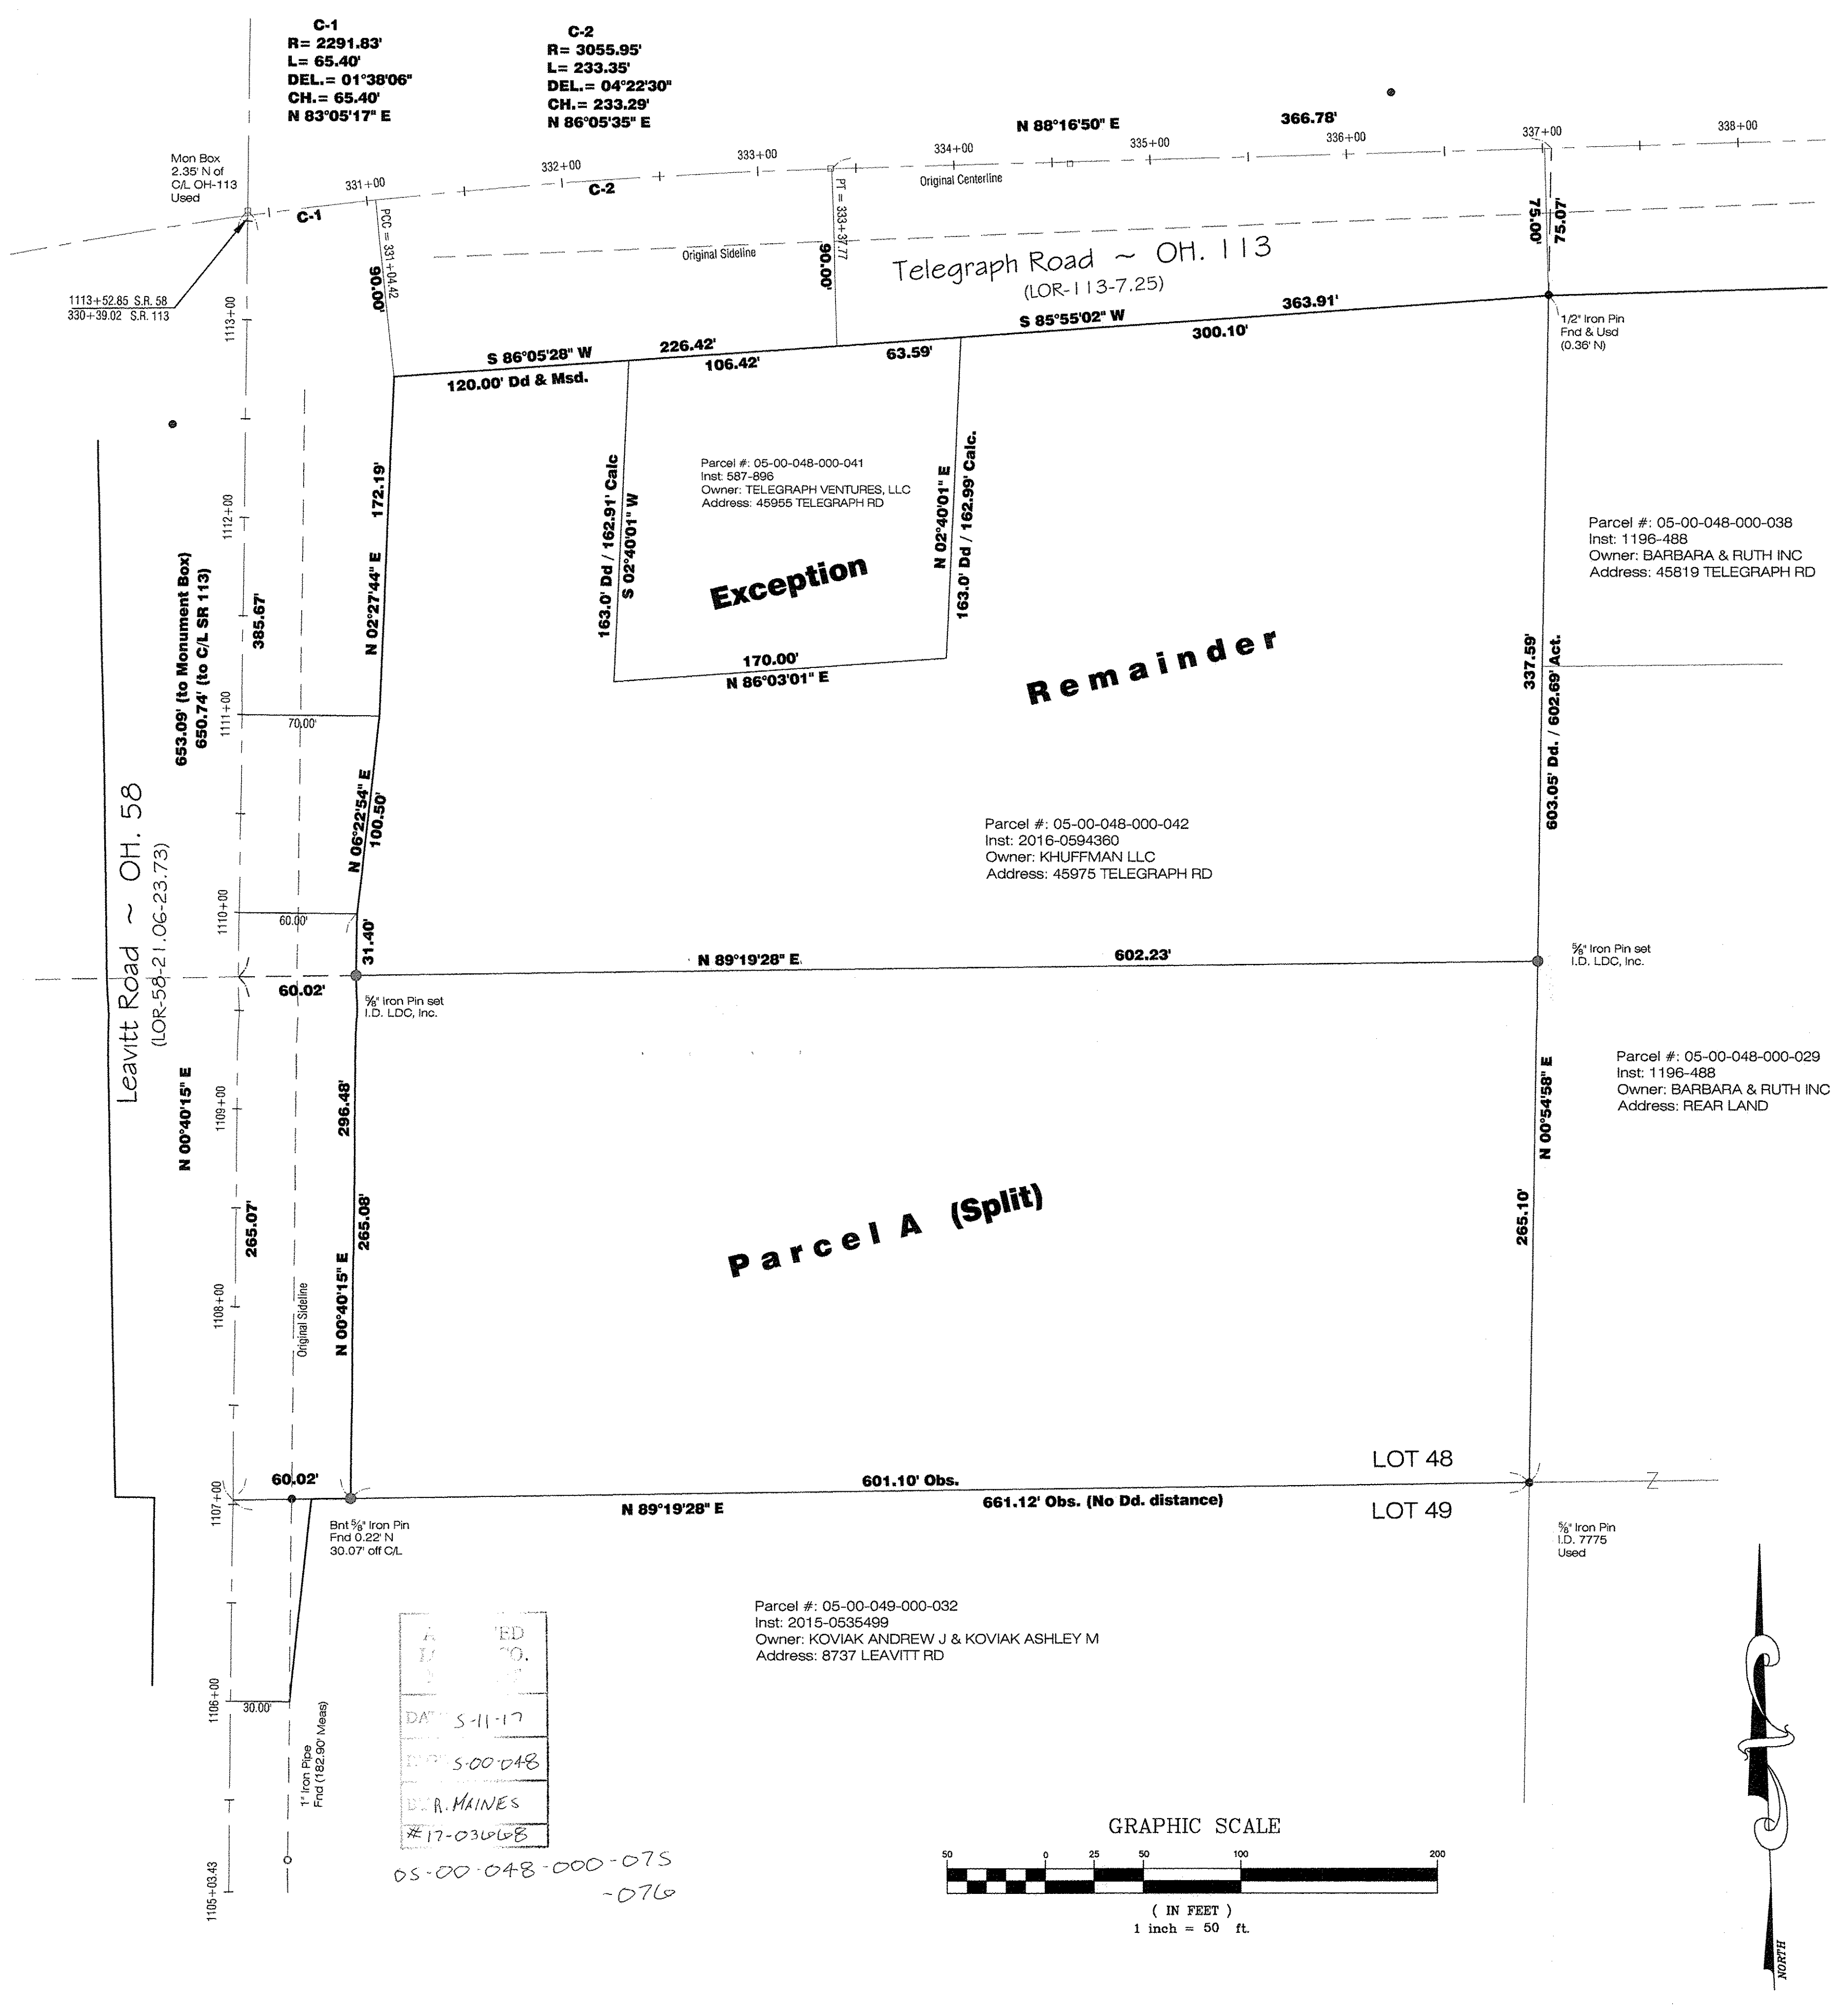 C-1
R= 2291.83'
L= 65.40'
DEL.= 01°38'06"
CH.= 65.40'
N 83°05'17" E
C-2
R= 3055.95'
L= 233.35'
DEL.= 04°22'30"
CH.= 233.29'
N 86°05'35" E
N 88°16'50" E
366.78'
331+00
332+00
333+00
334+00
335+00
336+00
337+00
338+00
Mon Box
2.35' N of
C/L OH-113
Used
C-1
C-2
Original Centerline
PCC = 331+04.42
90.00'
PT = 333+37.77
90.00'
75.00'
75.07'
Original Sideline
Telegraph Road ~ OH. 113
(LOR-113-7.25)
1113+52.85 S.R. 58
330+39.02 S.R. 113
1113+00
S 86°05'28" W
226.42'
120.00' Dd & Msd.
106.42'
63.59'
S 85°55'02" W
363.91'
300.10'
1/2" Iron Pin
Fnd & Usd
(0.36' N)
172.19'
N 02°27'44" E
163.0' Dd / 162.91' Calc
S 02°40'01" W
Parcel #: 05-00-048-000-041
Inst: 587-896
Owner: TELEGRAPH VENTURES, LLC
Address: 45955 TELEGRAPH RD
Exception
N 02°40'01" E
163.0' Dd / 162.99' Calc.
170.00'
N 86°03'01" E
Parcel #: 05-00-048-000-038
Inst: 1196-488
Owner: BARBARA & RUTH INC
Address: 45819 TELEGRAPH RD
1112+00
653.09' (to Monument Box)
650.74' (to C/L SR 113)
385.67'
1111+00
70.00'
Remainder
337.59'
603.05' Dd. / 602.69' Act.
N 06°22'54" E
100.50'
Parcel #: 05-00-048-000-042
Inst: 2016-0594360
Owner: KHUFFMAN LLC
Address: 45975 TELEGRAPH RD
Leavitt Road ~ OH. 58
(LOR-58-21.06-23.73)
1110+00
60.00'
31.40'
N 89°19'28" E
602.23'
5/8" Iron Pin set
I.D. LDC, Inc.
60.02'
5/8" Iron Pin set
I.D. LDC, Inc.
N 00°40'15" E
1109+00
296.48'
N 00°54'58" E
Parcel #: 05-00-048-000-029
Inst: 1196-488
Owner: BARBARA & RUTH INC
Address: REAR LAND
265.07'
265.08'
Parcel A (Split)
265.10'
1108+00
Original Sideline
N 00°40'15" E
LOT 48
60.02'
601.10' Obs.
1107+00
N 89°19'28" E
661.12' Obs. (No Dd. distance)
LOT 49
Bnt 5/8" Iron Pin
Fnd 0.22' N
30.07' off C/L
5/8" Iron Pin
I.D. 7775
Used
Parcel #: 05-00-049-000-032
Inst: 2015-0535499
Owner: KOVIAK ANDREW J & KOVIAK ASHLEY M
Address: 8737 LEAVITT RD
1106+00
30.00'
1" Iron Pipe
Fnd (182.90' Meas)
5-11-17
5-00-048
R. MAINES
#17-03668
05-00-048-000-075
-076
1105+03.43
GRAPHIC SCALE
50 0 25 50 100 200
( IN FEET )
1 inch = 50 ft.
NORTH